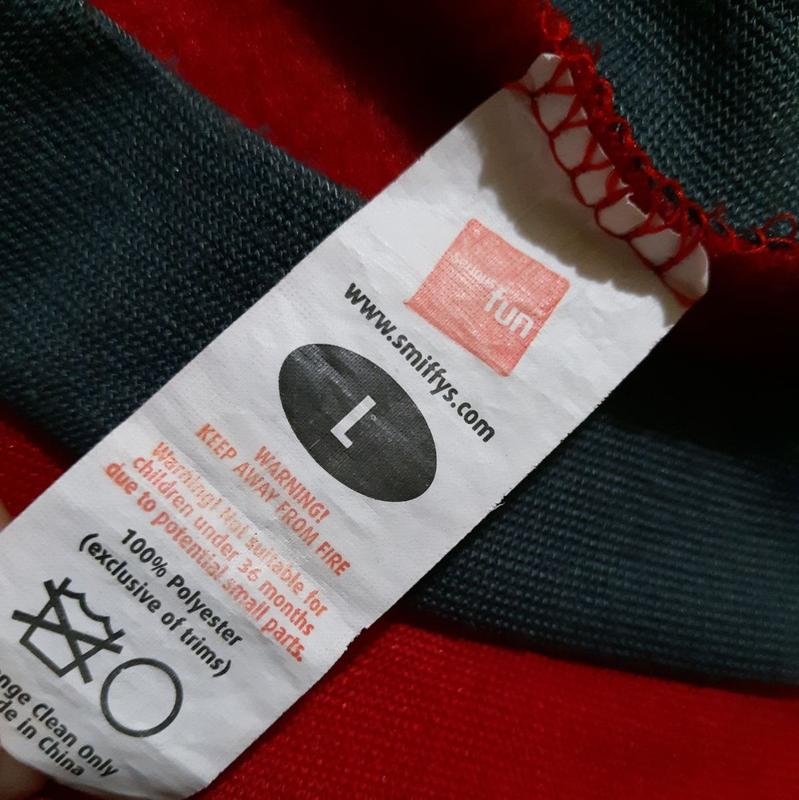 serious
fun
www.smiffys.com
L
WARNING!
KEEP AWAY FROM FIRE
Warning! Not suitable for
children under 36 months
due to potential small parts.
100% Polyester
(exclusive of trims)
Clean only
in China